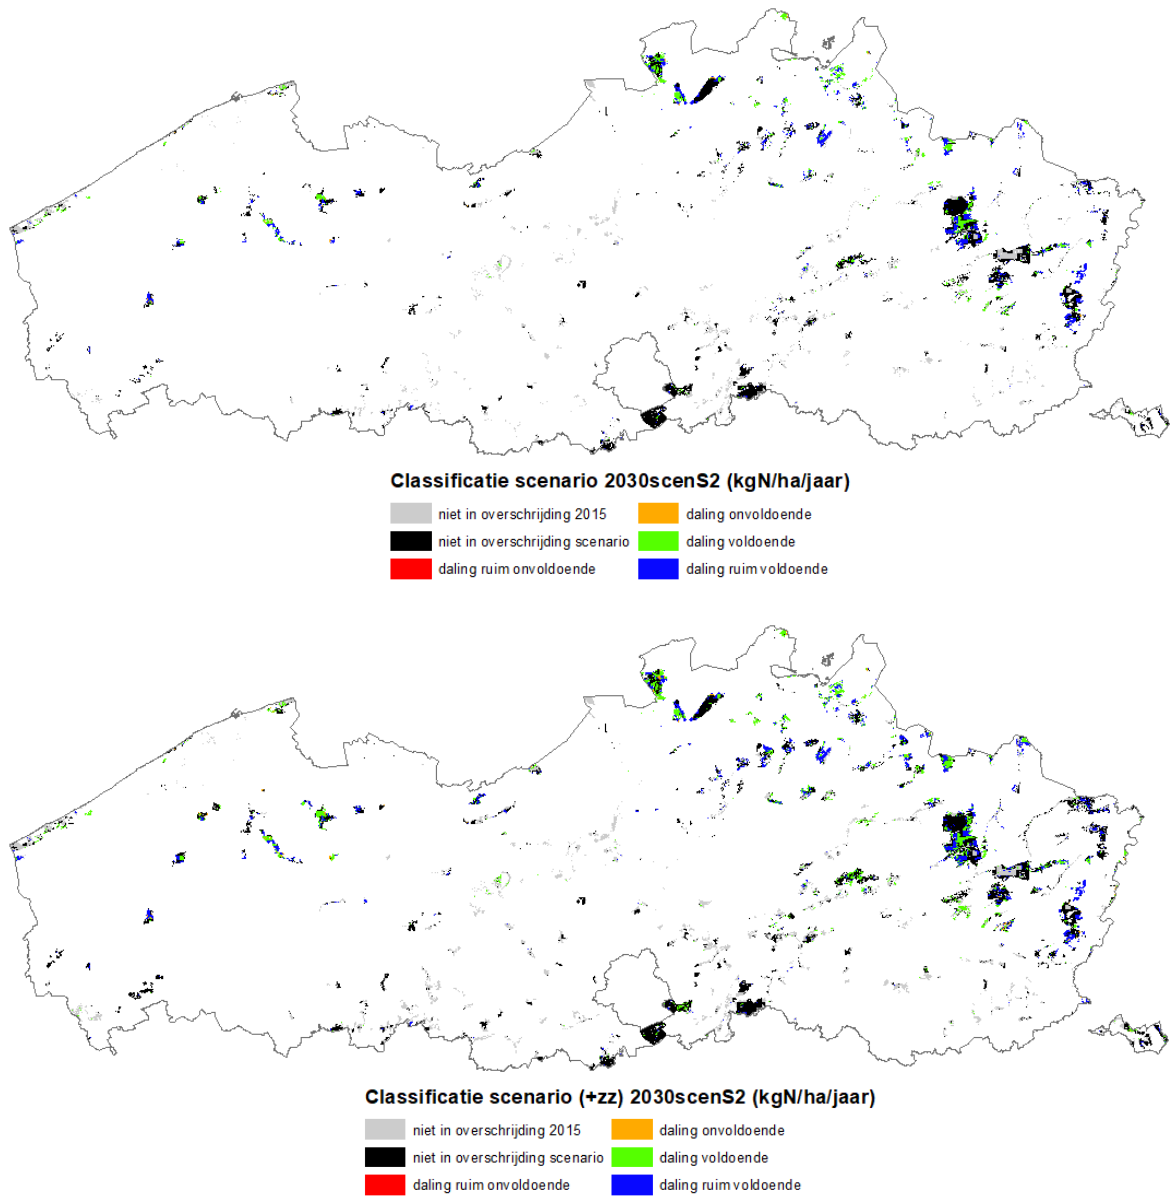 Classificatie scenario 2030scenS2 (kgN/ha/jaar)
niet in overschrijding 2015
daling onvoldoende
niet in overschrijding scenario
daling voldoende
daling ruim onvoldoende
daling ruim voldoende
Classificatie scenario (+zz) 2030scenS2 (kgN/ha/jaar)
niet in overschrijding 2015
daling onvoldoende
niet in overschrijding scenario
daling voldoende
daling ruim onvoldoende
daling ruim voldoende